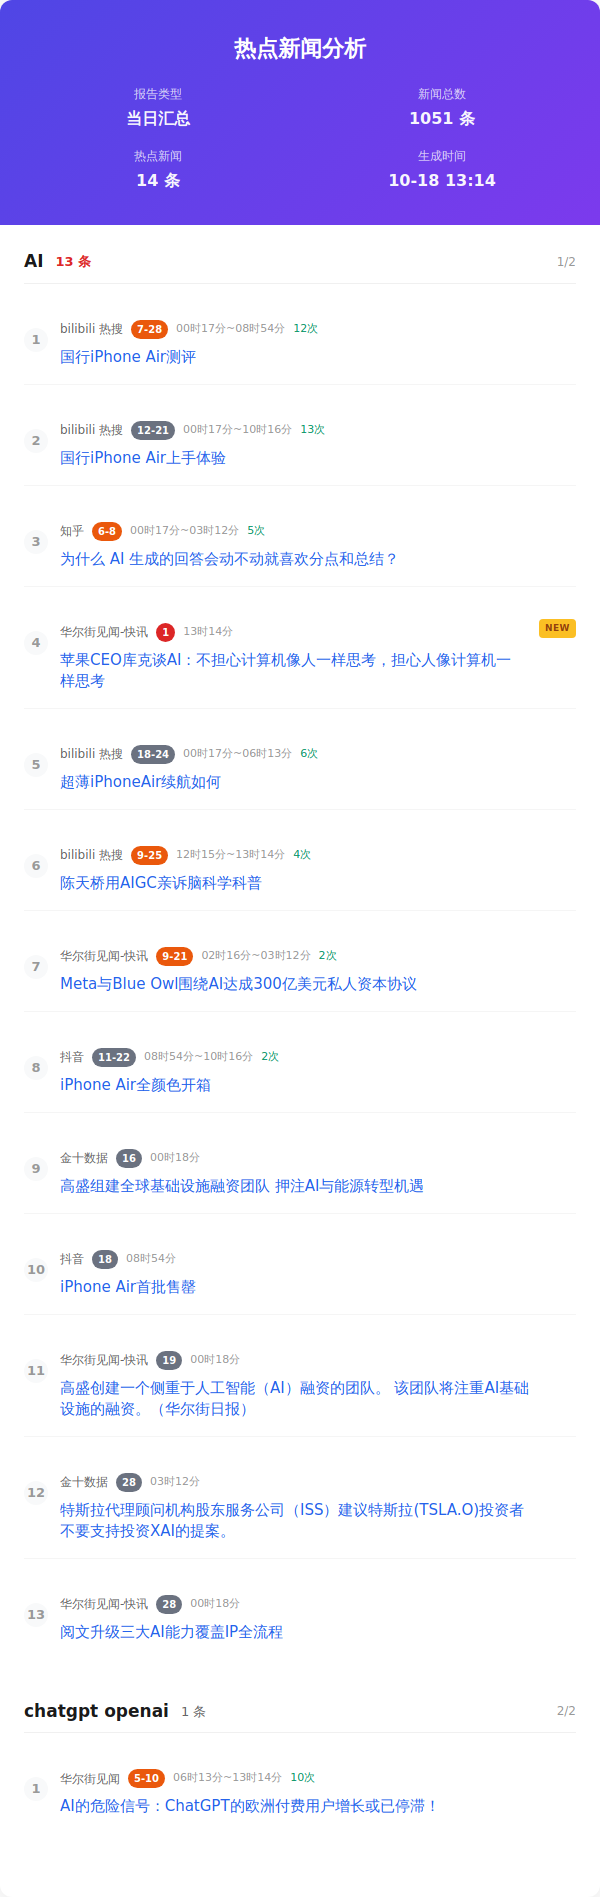 热点新闻分析
报告类型
新闻总数
当日汇总
1051 条
热点新闻
生成时间
14 条
10-18 13:14
AI 13 条 1/2
1
bilibili 热搜 7-28 00时17分~08时54分 12次
国行iPhone Air测评
2
bilibili 热搜 12-21 00时17分~10时16分 13次
国行iPhone Air上手体验
3
知乎 6-8 00时17分~03时12分 5次
为什么 AI 生成的回答会动不动就喜欢分点和总结？
4
华尔街见闻-快讯 1 13时14分 NEW
苹果CEO库克谈AI：不担心计算机像人一样思考，担心人像计算机一
样思考
5
bilibili 热搜 18-24 00时17分~06时13分 6次
超薄iPhoneAir续航如何
6
bilibili 热搜 9-25 12时15分~13时14分 4次
陈天桥用AIGC亲诉脑科学科普
7
华尔街见闻-快讯 9-21 02时16分~03时12分 2次
Meta与Blue Owl围绕AI达成300亿美元私人资本协议
8
抖音 11-22 08时54分~10时16分 2次
iPhone Air全颜色开箱
9
金十数据 16 00时18分
高盛组建全球基础设施融资团队 押注AI与能源转型机遇
10
抖音 18 08时54分
iPhone Air首批售罄
11
华尔街见闻-快讯 19 00时18分
高盛创建一个侧重于人工智能（AI）融资的团队。 该团队将注重AI基础
设施的融资。（华尔街日报）
12
金十数据 28 03时12分
特斯拉代理顾问机构股东服务公司（ISS）建议特斯拉(TSLA.O)投资者
不要支持投资XAI的提案。
13
华尔街见闻-快讯 28 00时18分
阅文升级三大AI能力覆盖IP全流程
chatgpt openai 1 条 2/2
1
华尔街见闻 5-10 06时13分~13时14分 10次
AI的危险信号：ChatGPT的欧洲付费用户增长或已停滞！